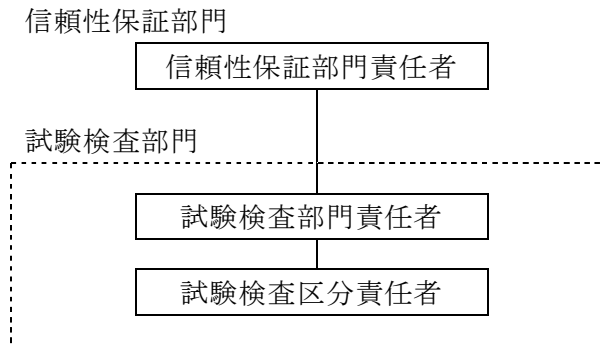 信頼性保証部門
信頼性保証部門責任者
試験検査部門
試験検査部門責任者
試験検査区分責任者